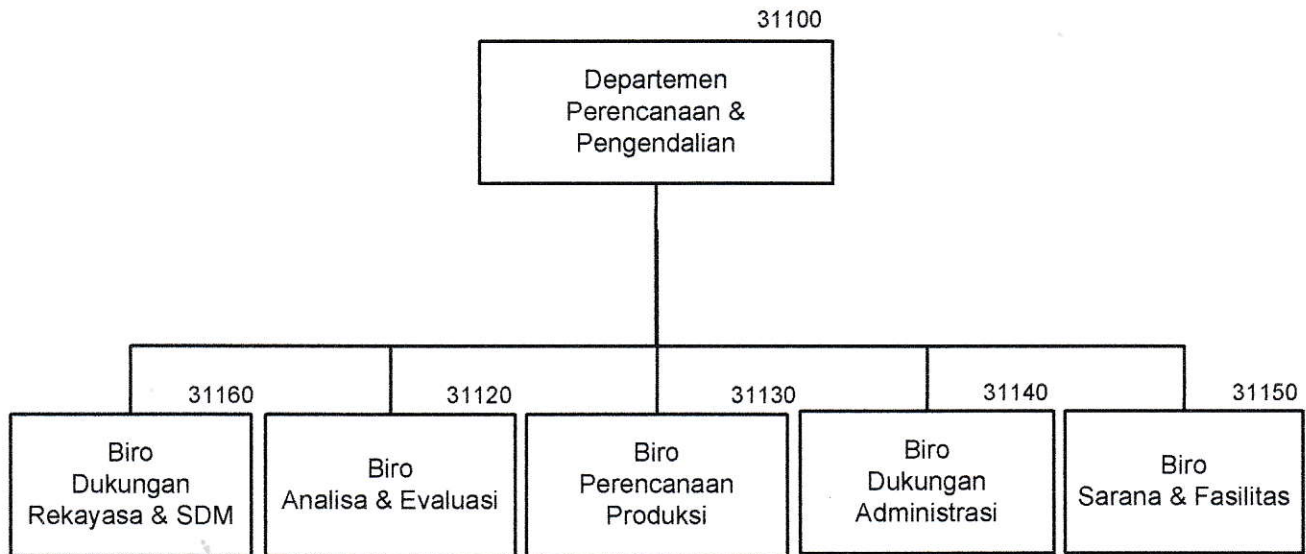 31100
Departemen
Perencanaan &
Pengendalian
31160
Biro
Dukungan
Rekayasa & SDM
31120
Biro
Analisa & Evaluasi
31130
Biro
Perencanaan
Produksi
31140
Biro
Dukungan
Administrasi
31150
Biro
Sarana & Fasilitas